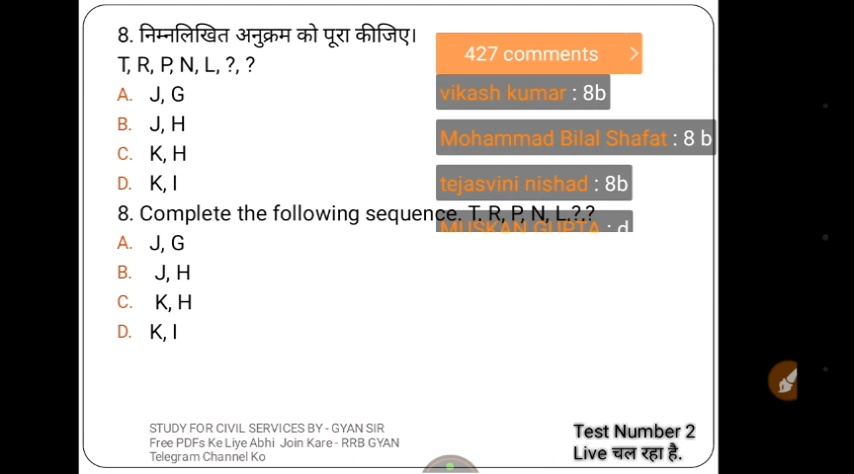 8. निम्नलिखित अनुक्रम को पूरा कीजिए।
T, R, P, N, L, ?, ?
A. J, G
B. J, H
C. K, H
D. K, I
8. Complete the following sequence. T, R, P, N, L,?,?
A. J, G
B. J, H
C. K, H
D. K, I
427 comments
vikash kumar : 8b
Mohammad Bilal Shafat : 8 b
tejasvini nishad : 8b
MUSKAN GUPTA : d
STUDY FOR CIVIL SERVICES BY - GYAN SIR
Free PDFs Ke Liye Abhi Join Kare - RRB GYAN
Telegram Channel Ko
Test Number 2
Live चल रहा है.